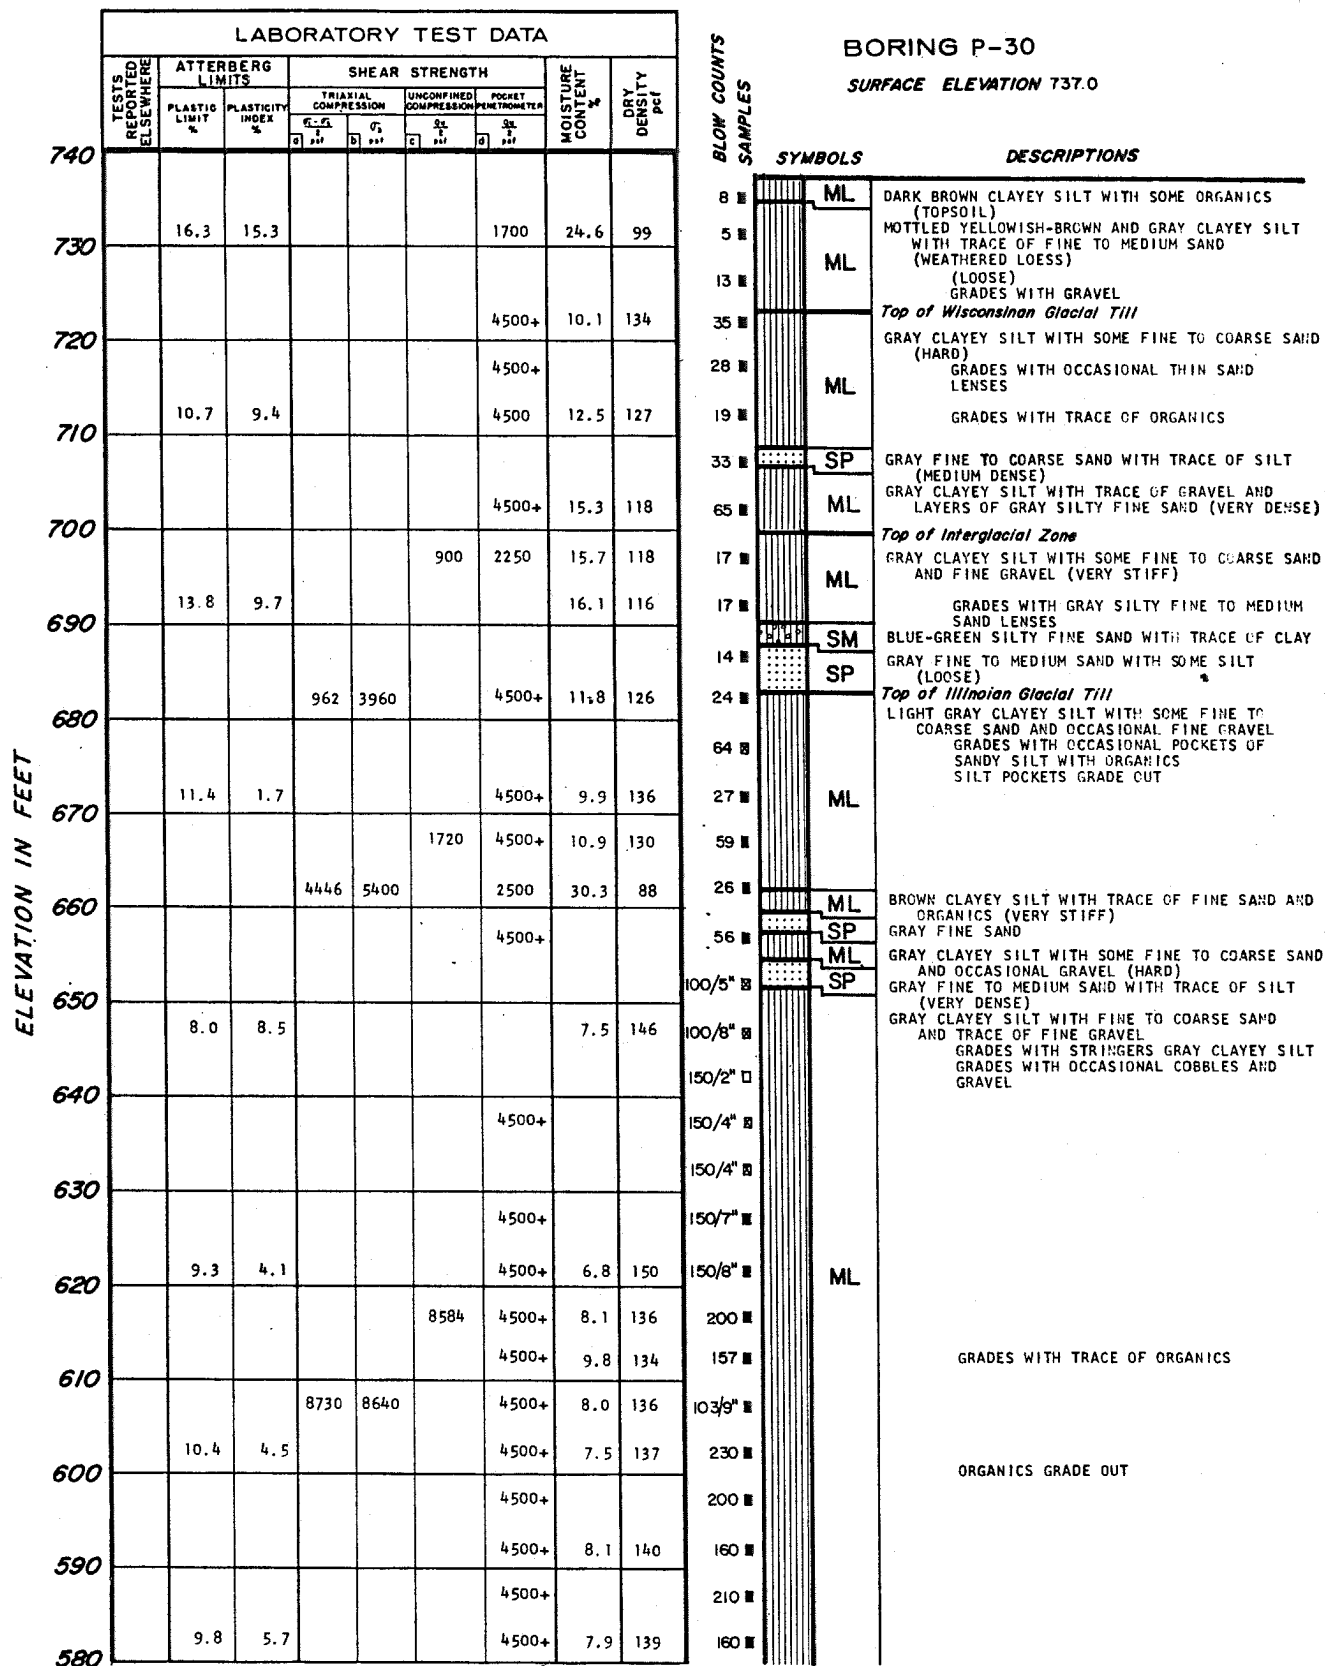 LABORATORY TEST DATA
TESTS REPORTED ELSEWHERE
ATTERBERG LIMITS
SHEAR STRENGTH
MOISTURE CONTENT %
DRY DENSITY pcf
PLASTIC LIMIT %
PLASTICITY INDEX %
TRIAXIAL COMPRESSION
UNCONFINED COMPRESSION
POCKET PENETROMETER
a psf
b psf
c psf
d psf
BLOW COUNTS
SAMPLES
BORING P-30
SURFACE ELEVATION 737.0
SYMBOLS
DESCRIPTIONS
ELEVATION IN FEET
740
8 ML DARK BROWN CLAYEY SILT WITH SOME ORGANICS
(TOPSOIL)
16.3 15.3 1700 24.6 99 5
MOTTLED YELLOWISH-BROWN AND GRAY CLAYEY SILT
730
WITH TRACE OF FINE TO MEDIUM SAND
ML (WEATHERED LOESS)
13 (LOOSE)
GRADES WITH GRAVEL
Top of Wisconsinan Glacial Till
4500+ 10.1 134 35
720
GRAY CLAYEY SILT WITH SOME FINE TO COARSE SAND
(HARD)
4500+ 28 GRADES WITH OCCASIONAL THIN SAND
ML LENSES
10.7 9.4 4500 12.5 127 19 GRADES WITH TRACE OF ORGANICS
710
33 SP GRAY FINE TO COARSE SAND WITH TRACE OF SILT
(MEDIUM DENSE)
GRAY CLAYEY SILT WITH TRACE OF GRAVEL AND
4500+ 15.3 118 65 ML LAYERS OF GRAY SILTY FINE SAND (VERY DENSE)
700
Top of Interglacial Zone
900 2250 15.7 118 17 GRAY CLAYEY SILT WITH SOME FINE TO COARSE SAND
ML AND FINE GRAVEL (VERY STIFF)
13.8 9.7 16.1 116 17 GRADES WITH GRAY SILTY FINE TO MEDIUM
690
SAND LENSES
SM BLUE-GREEN SILTY FINE SAND WITH TRACE OF CLAY
14 GRAY FINE TO MEDIUM SAND WITH SOME SILT
SP (LOOSE)
962 3960 4500+ 11.8 126 24 Top of Illinoian Glacial Till
680
LIGHT GRAY CLAYEY SILT WITH SOME FINE TO
COARSE SAND AND OCCASIONAL FINE GRAVEL
64 GRADES WITH OCCASIONAL POCKETS OF
SANDY SILT WITH ORGANICS
SILT POCKETS GRADE OUT
11.4 1.7 4500+ 9.9 136 27 ML
670
1720 4500+ 10.9 130 59
4446 5400 2500 30.3 88 26
660
ML BROWN CLAYEY SILT WITH TRACE OF FINE SAND AND
ORGANICS (VERY STIFF)
4500+ 56 SP GRAY FINE SAND
ML GRAY CLAYEY SILT WITH SOME FINE TO COARSE SAND
AND OCCASIONAL GRAVEL (HARD)
100/5" SP GRAY FINE TO MEDIUM SAND WITH TRACE OF SILT
650
(VERY DENSE)
8.0 8.5 7.5 146 100/8" GRAY CLAYEY SILT WITH FINE TO COARSE SAND
AND TRACE OF FINE GRAVEL
GRADES WITH STRINGERS GRAY CLAYEY SILT
GRADES WITH OCCASIONAL COBBLES AND
150/2" GRAVEL
640
4500+ 150/4"
150/4"
630
4500+ 150/7"
9.3 4.1 4500+ 6.8 150 150/8" ML
620
8584 4500+ 8.1 136 200
4500+ 9.8 134 157 GRADES WITH TRACE OF ORGANICS
610
8730 8640 4500+ 8.0 136 103/9"
10.4 4.5 4500+ 7.5 137 230
600
ORGANICS GRADE OUT
4500+ 200
4500+ 8.1 140 160
590
4500+ 210
9.8 5.7 4500+ 7.9 139 160
580